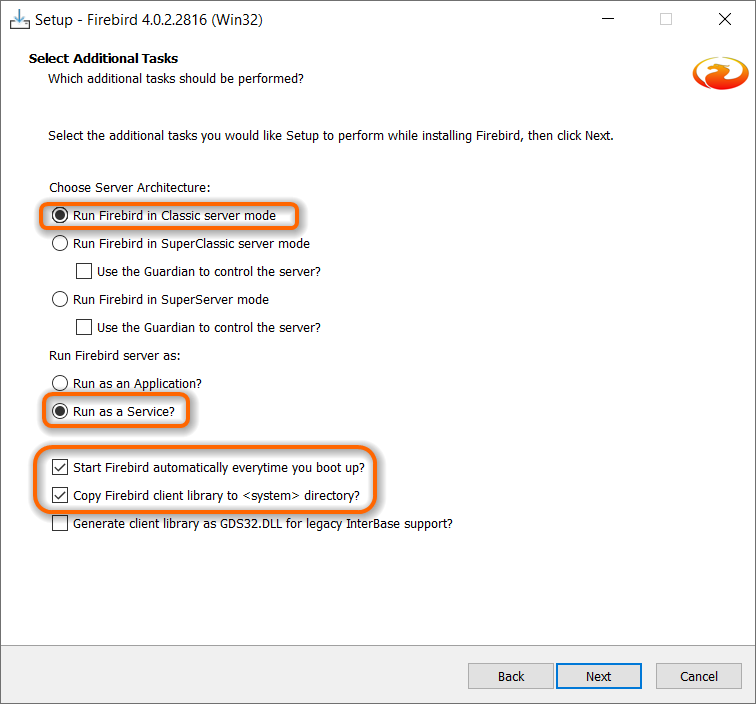 Setup - Firebird 4.0.2.2816 (Win32)
Select Additional Tasks
Which additional tasks should be performed?
Select the additional tasks you would like Setup to perform while installing Firebird, then click Next.
Choose Server Architecture:
Run Firebird in Classic server mode
Run Firebird in SuperClassic server mode
Use the Guardian to control the server?
Run Firebird in SuperServer mode
Use the Guardian to control the server?
Run Firebird server as:
Run as an Application?
Run as a Service?
Start Firebird automatically everytime you boot up?
Copy Firebird client library to <system> directory?
Generate client library as GDS32.DLL for legacy InterBase support?
Back Next Cancel